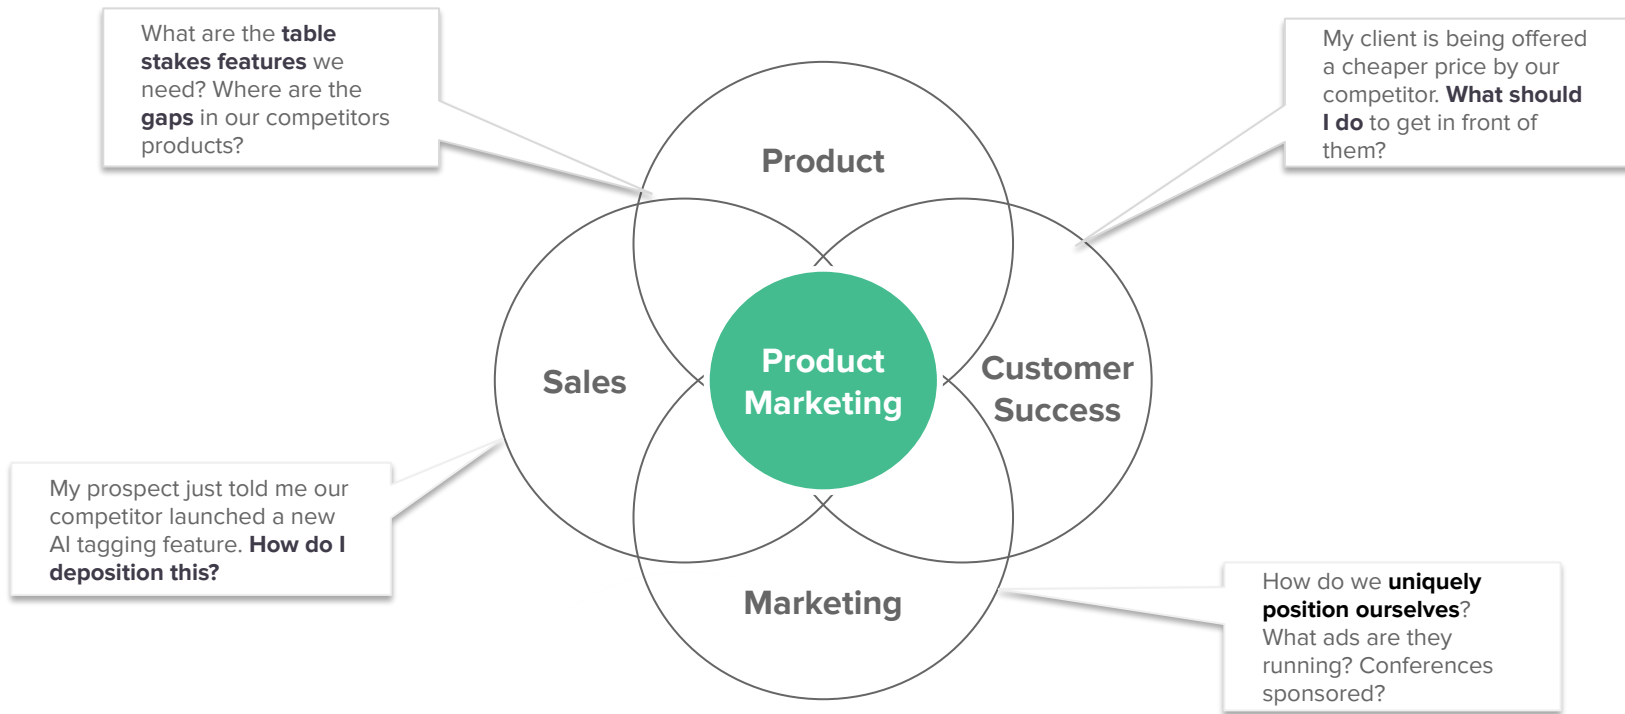 What are the table
stakes features we
need? Where are the
gaps in our competitors
products?
My client is being offered
a cheaper price by our
competitor. What should
I do to get in front of
them?
Product
Sales
Product
Marketing
Customer
Success
Marketing
My prospect just told me our
competitor launched a new
AI tagging feature. How do I
deposition this?
How do we uniquely
position ourselves?
What ads are they
running? Conferences
sponsored?